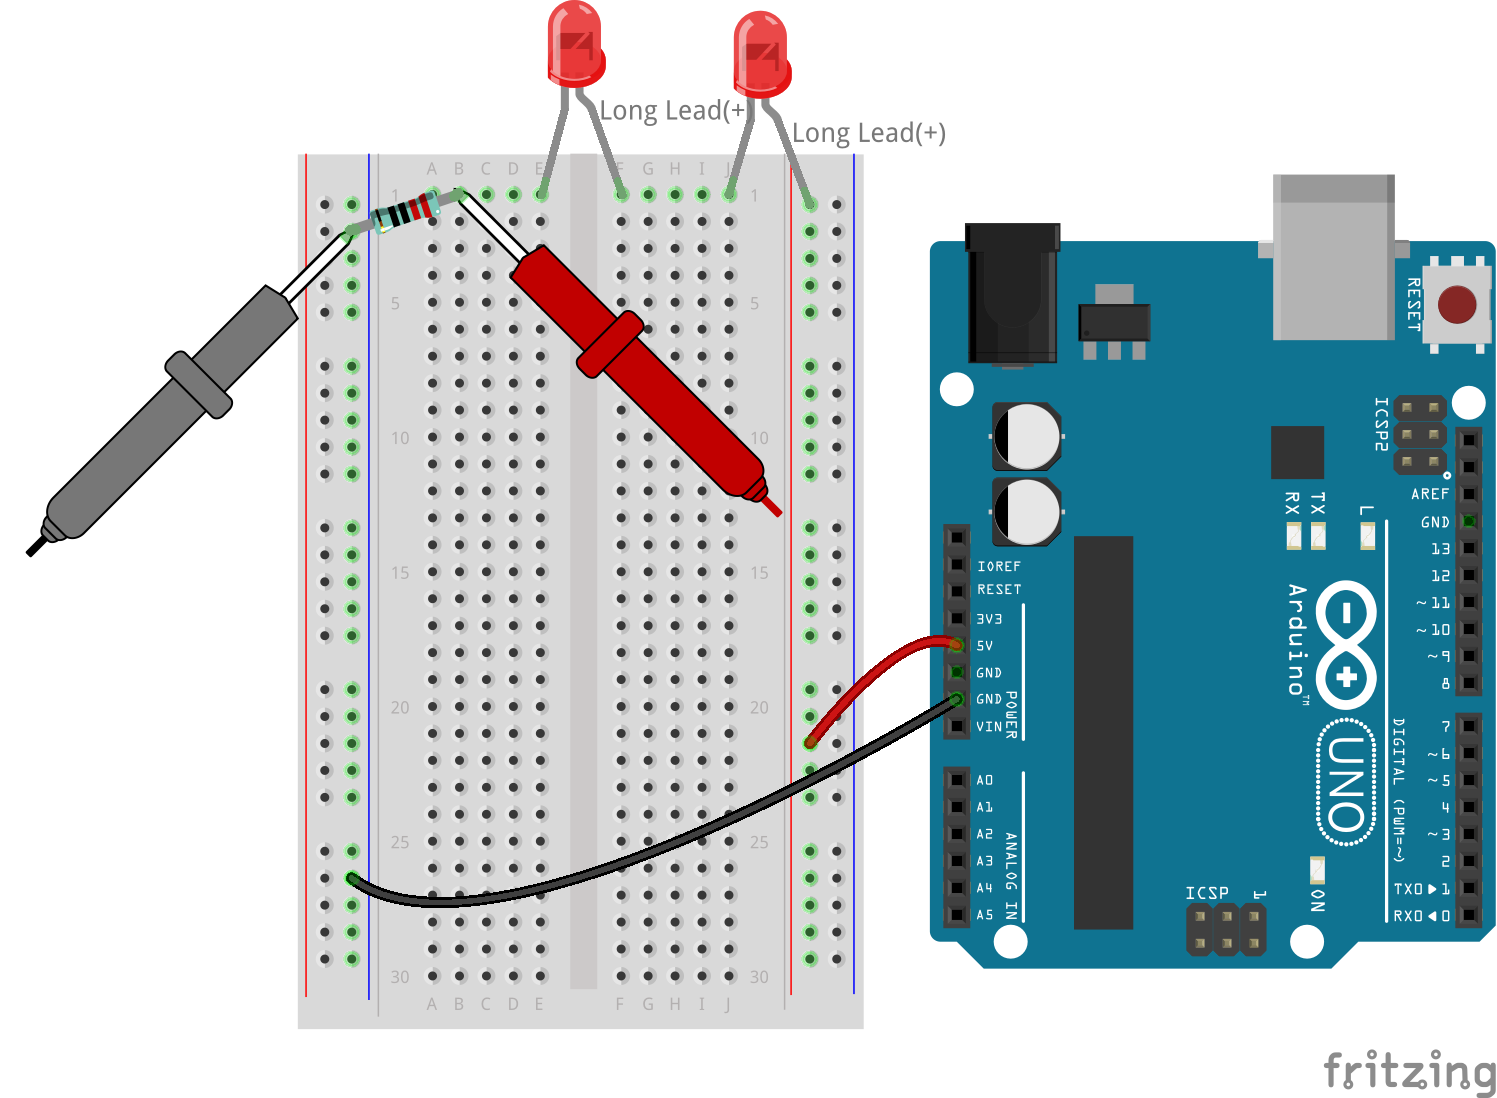 Long Lead(+)
Long Lead(+)
A B C D E F G H I J
1 1
5 5
10 10
15 15
20 20
25 25
30 30
A B C D E F G H I J
RESET
ICSP2
AREF
GND
13
12
~11
~10
~9
8
7
~6
~5
4
~3
2
TX0▶1
RX0◀0
RX
TX
L
IOREF
RESET
3V3
5V
GND
GND
VIN
POWER
A0
A1
A2
A3
A4
A5
ANALOG IN
Arduino™
UNO
DIGITAL (PWM=~)
ICSP
1
ON
fritzing